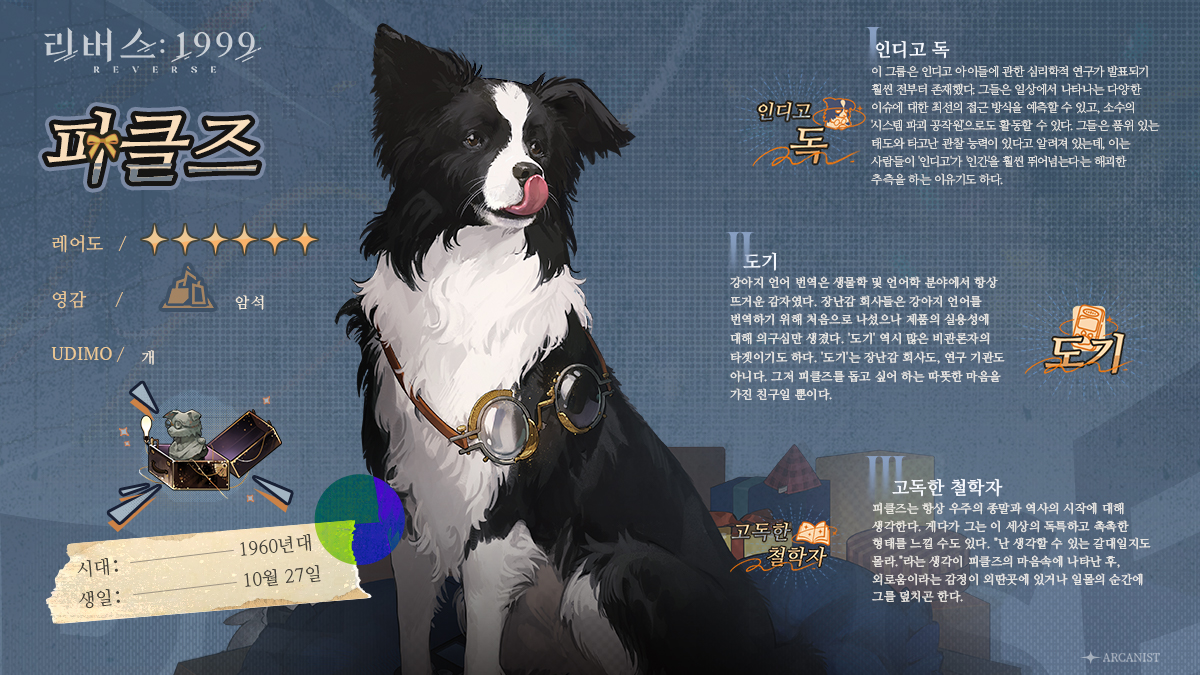 리버스:1999
REVERSE
피클즈
레어도 /
영감 / 암석
UDIMO / 개
시대: 1960년대
생일: 10월 27일
I
인디고 독
인디고
독
이 그룹은 인디고 아이들에 관한 심리학적 연구가 발표되기
훨씬 전부터 존재했다. 그들은 일상에서 나타나는 다양한
이슈에 대한 최선의 접근 방식을 예측할 수 있고, 소수의
'시스템 파괴 공작원'으로도 활동할 수 있다. 그들은 품위 있는
태도와 타고난 관찰 능력이 있다고 알려져 있는데, 이는
사람들이 '인디고'가 '인간'을 훨씬 뛰어넘는다는 해괴한
추측을 하는 이유기도 하다.
II
도기
강아지 언어 번역은 생물학 및 언어학 분야에서 항상
뜨거운 감자였다. 장난감 회사들은 강아지 언어를
번역하기 위해 처음으로 나섰으나 제품의 실용성에
대해 의구심만 생겼다. '도기' 역시 많은 비관론자의
타겟이기도 하다. '도기'는 장난감 회사도, 연구 기관도
아니다. 그저 피클즈를 돕고 싶어 하는 따뜻한 마음을
가진 친구일 뿐이다.
도기
III
고독한 철학자
고독한
철학자
피클즈는 항상 우주의 종말과 역사의 시작에 대해
생각한다. 게다가 그는 이 세상의 독특하고 촉촉한
형태를 느낄 수도 있다. "난 생각할 수 있는 갈대일지도
몰라."라는 생각이 피클즈의 마음속에 나타난 후,
외로움이라는 감정이 외딴곳에 있거나 일몰의 순간에
그를 덮치곤 한다.
ARCANIST